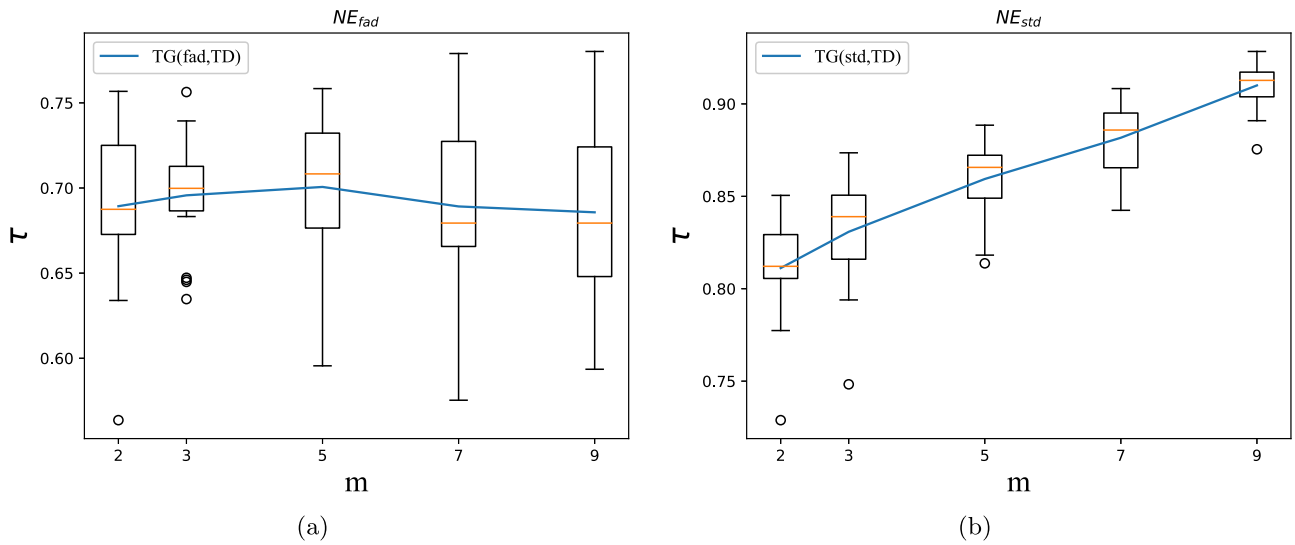 NE_fad
TG(fad,TD)
0.75
0.70
0.65
0.60
τ
2 3 5 7 9
m
(a)
NE_std
TG(std,TD)
0.90
0.85
0.80
0.75
τ
2 3 5 7 9
m
(b)